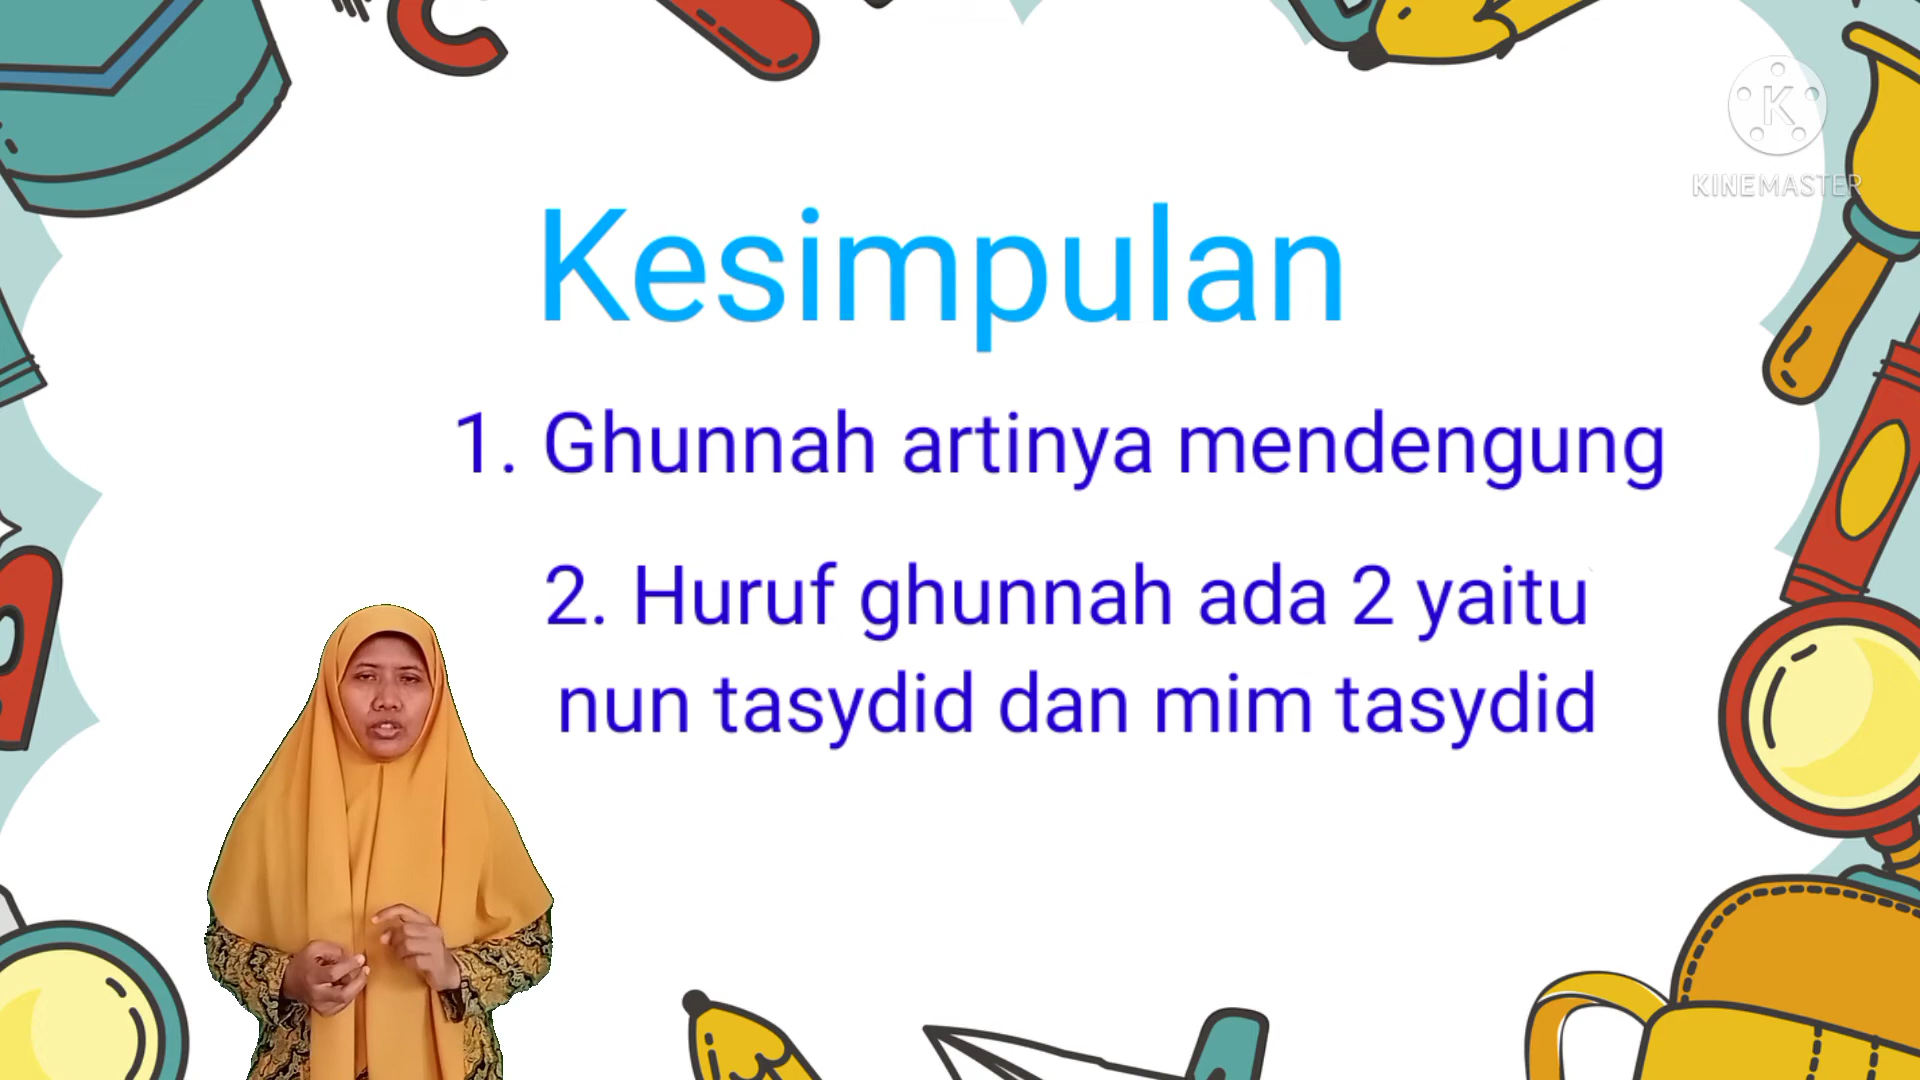 K
KINEMASTER
Kesimpulan
1. Ghunnah artinya mendengung
2. Huruf ghunnah ada 2 yaitu
nun tasydid dan mim tasydid